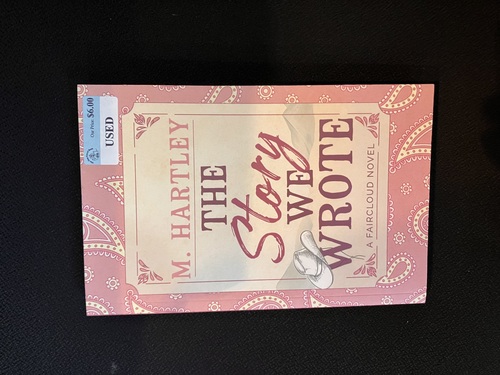 Our Price: $6.00
USED
M. HARTLEY
THE
Story
WE
WROTE
A FAIRCLOUD NOVEL